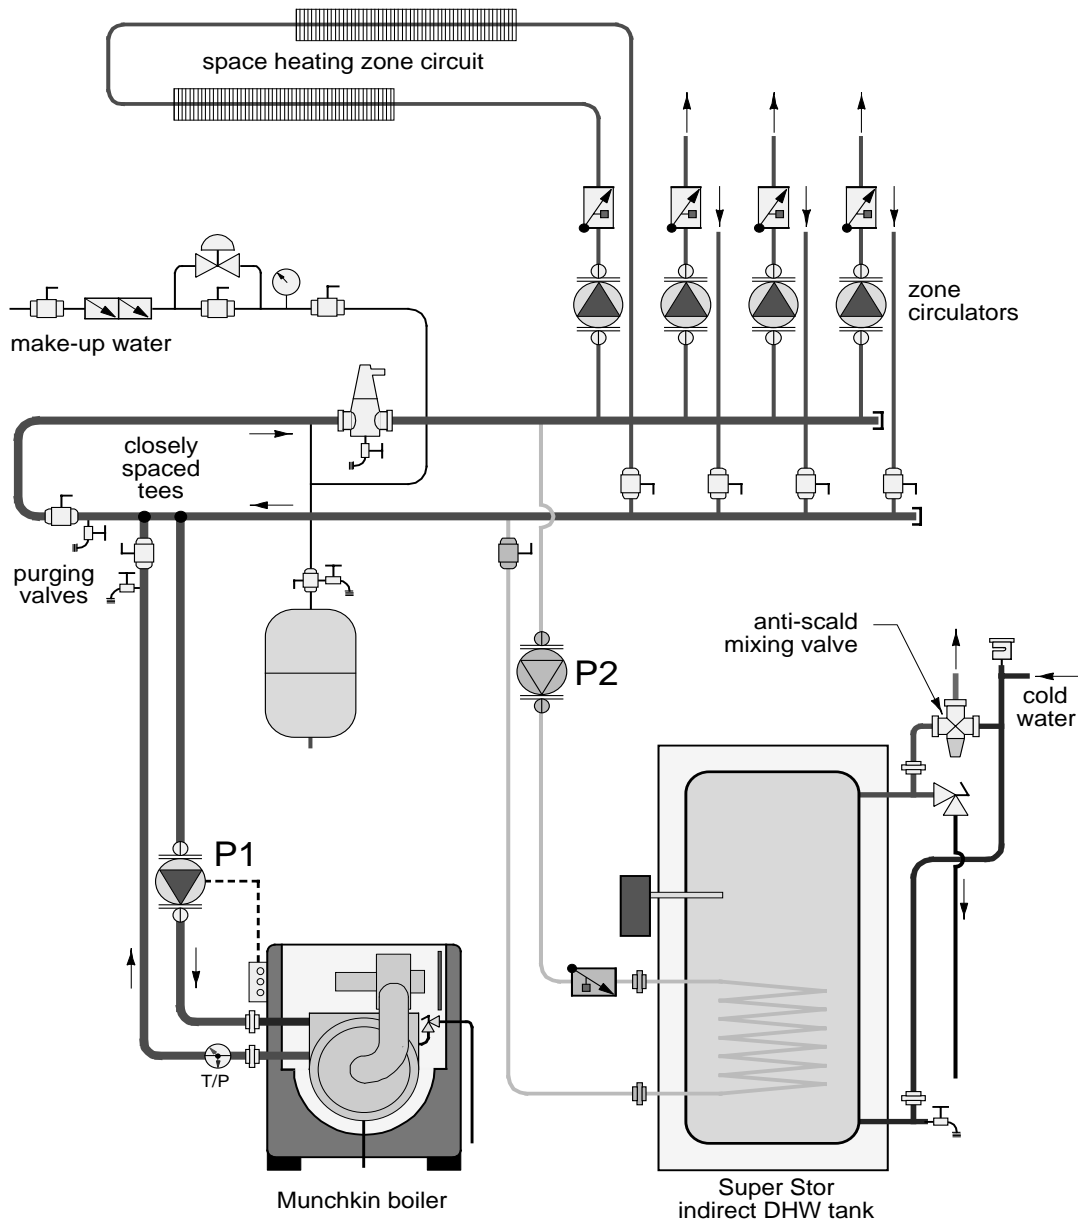 space heating zone circuit
zone
circulators
make-up water
closely
spaced
tees
purging
valves
anti-scald
mixing valve
P2
cold
water
P1
T/P
Munchkin boiler
Super Stor
indirect DHW tank